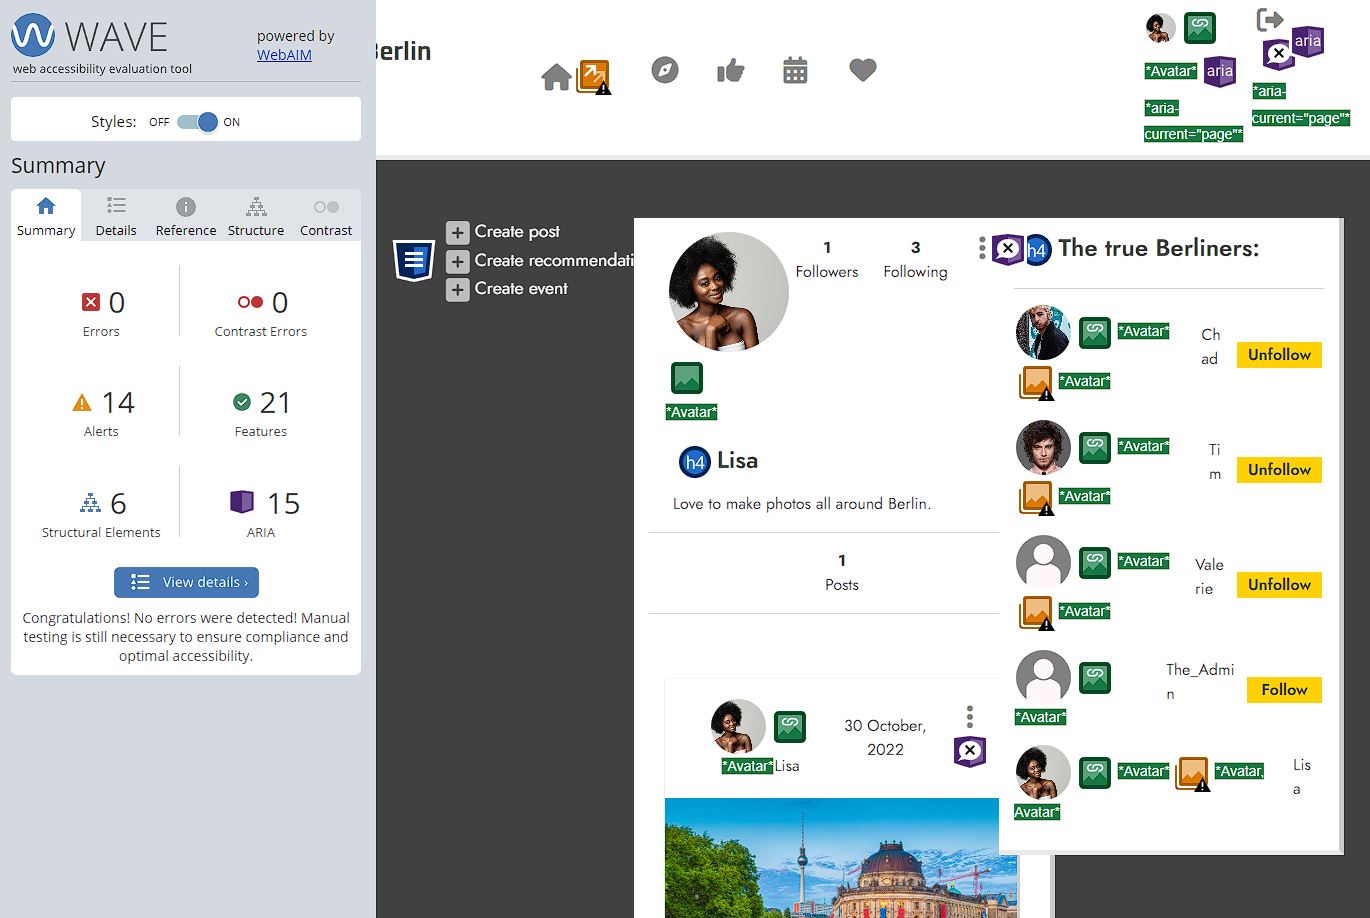 WAVE
web accessibility evaluation tool
powered by
WebAIM
Styles: OFF ON
Summary
Summary Details Reference Structure Contrast
0
Errors
0
Contrast Errors
14
Alerts
21
Features
6
Structural Elements
15
ARIA
View details ›
Congratulations! No errors were detected! Manual
testing is still necessary to ensure compliance and
optimal accessibility.
Berlin
*Avatar* aria
*aria-
current="page"*
aria
*aria-
current="page"*
Create post
Create recommendati
Create event
*Avatar*
1
Followers
3
Following
h4 Lisa
Love to make photos all around Berlin.
1
Posts
*Avatar*Lisa
30 October,
2022
h4 The true Berliners:
*Avatar*
*Avatar*
Ch
ad
Unfollow
*Avatar*
*Avatar*
Ti
m
Unfollow
*Avatar*
*Avatar*
Vale
rie
Unfollow
*Avatar*
The_Admi
n
Follow
*Avatar* *Avatar,
Avatar*
Lis
a